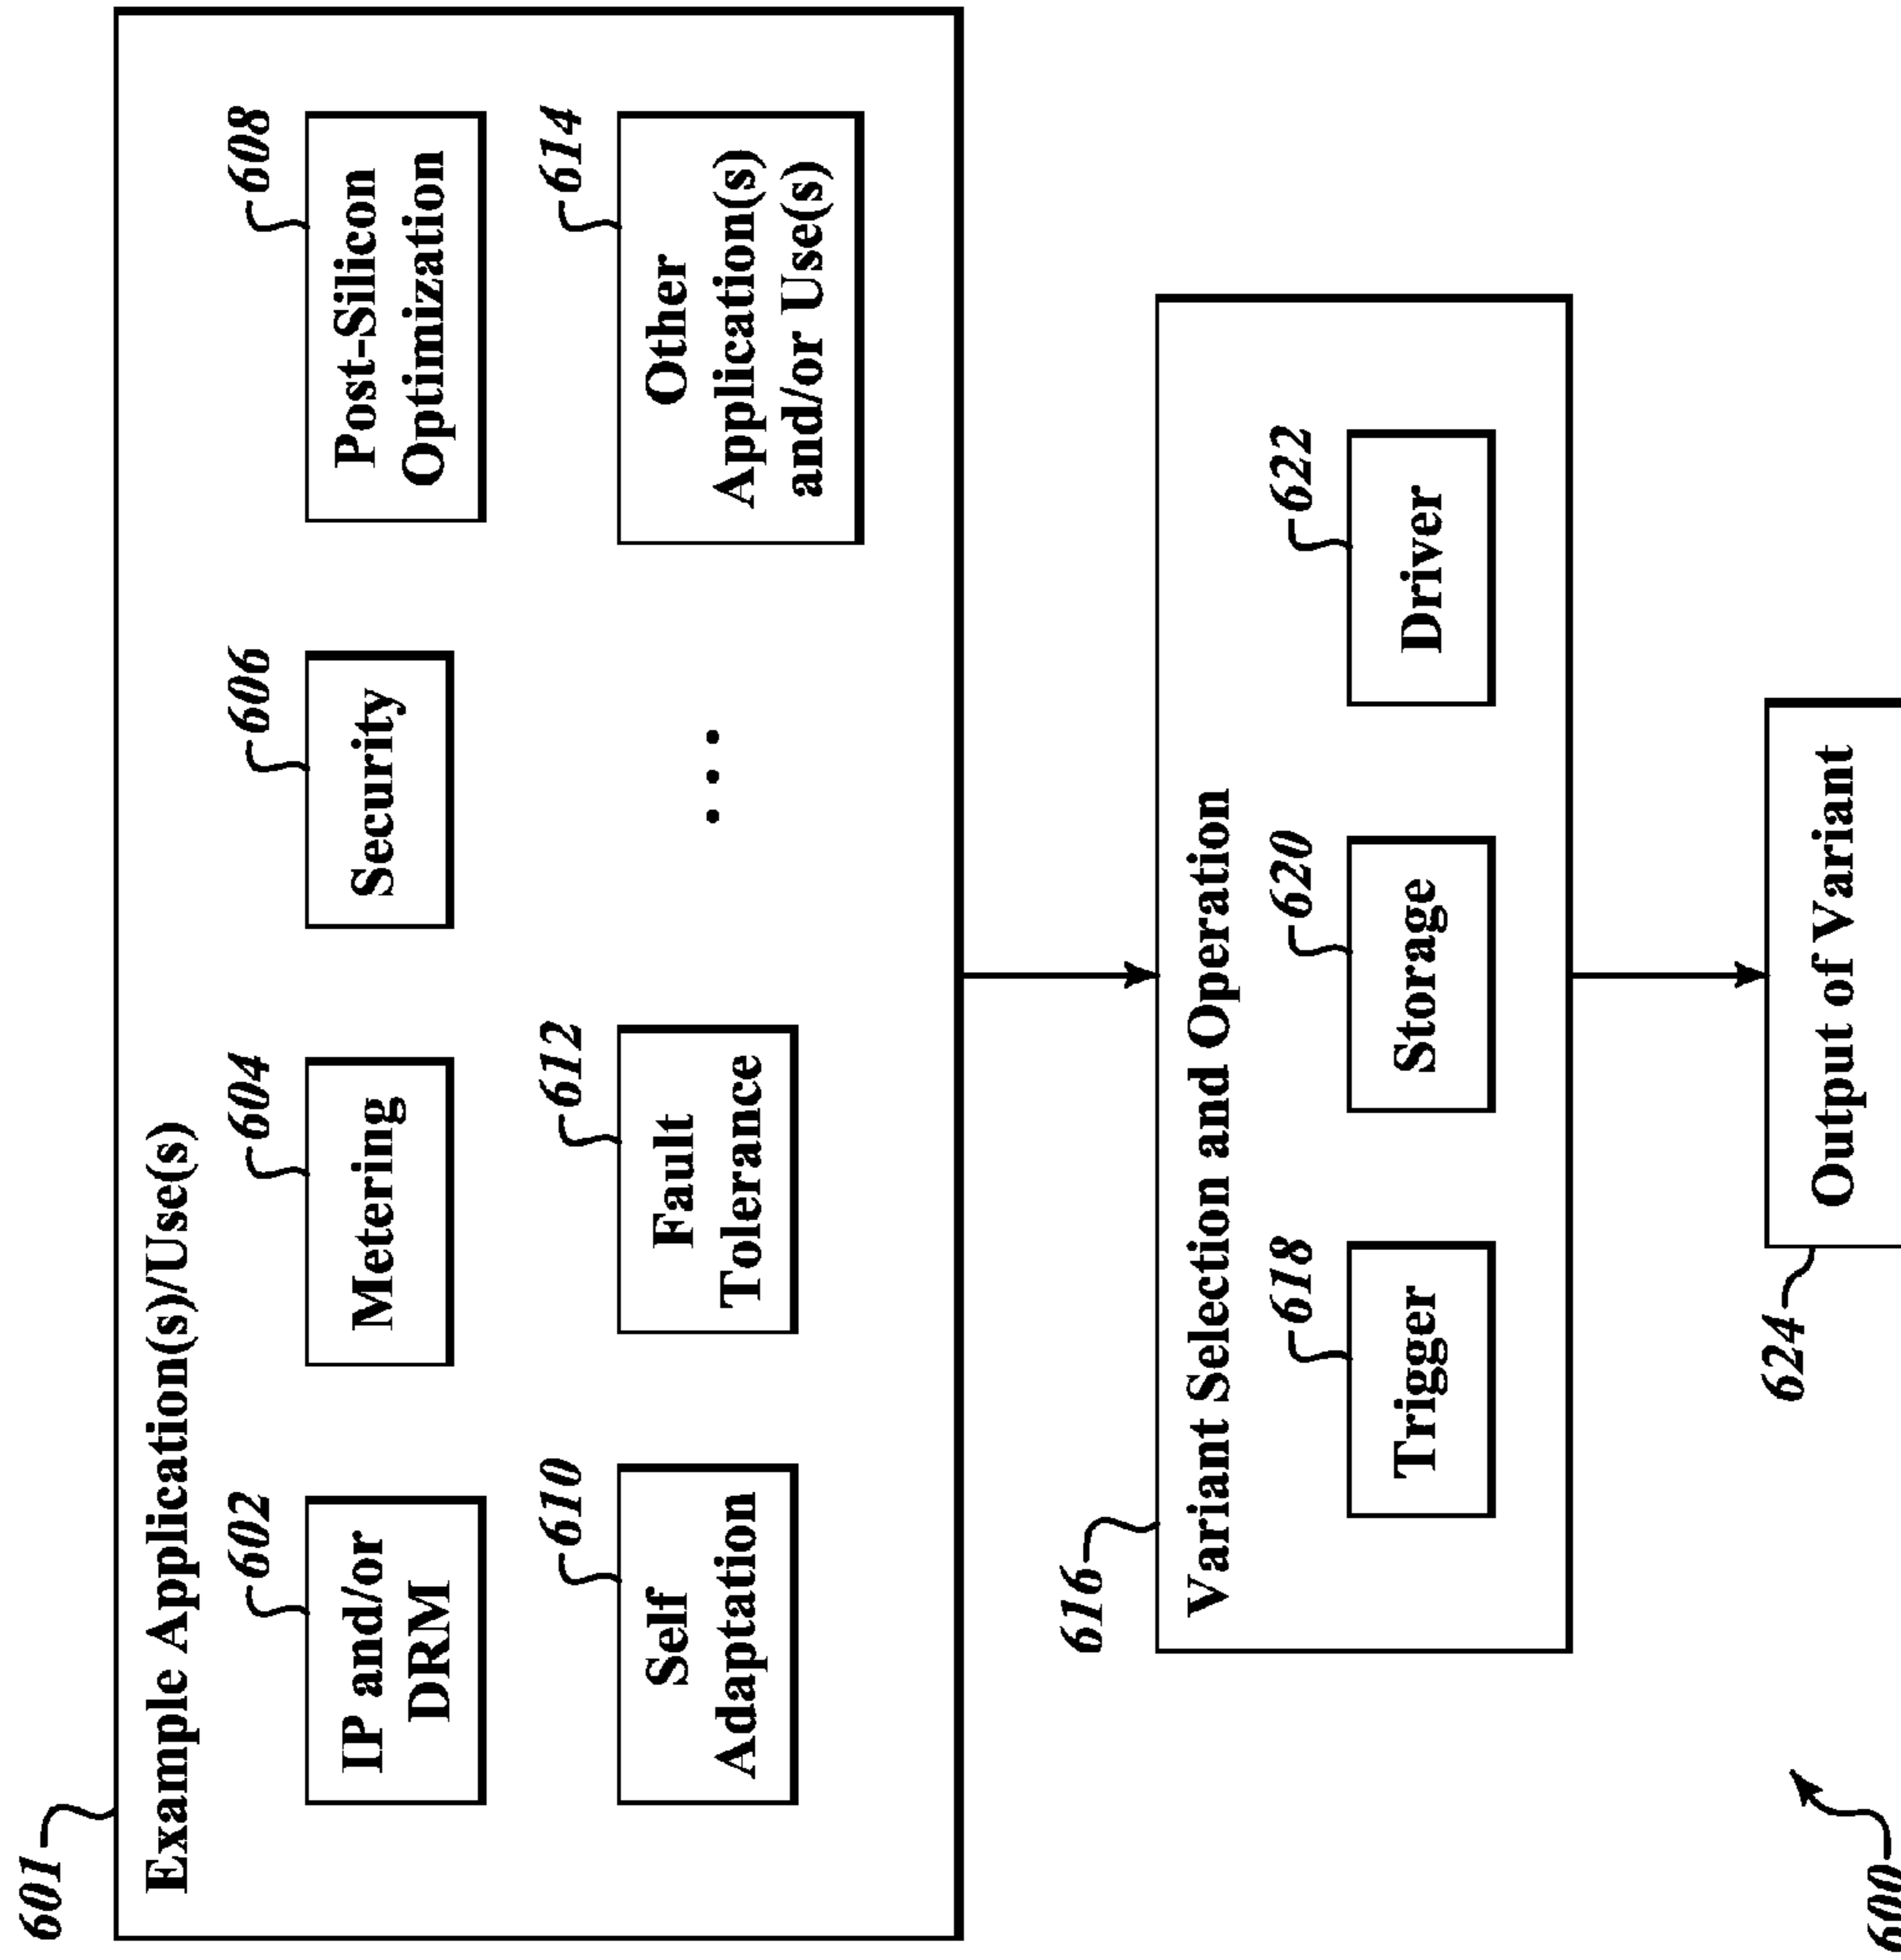 601
Example Application(s)/Use(s)
602
IP and/or
DRM
604
Metering
606
Security
608
Post-Silicon
Optimization
610
Self
Adaptation
612
Fault
Tolerance
...
614
Other
Application(s)
and/or Use(s)
616
Variant Selection and Operation
618
Trigger
620
Storage
622
Driver
624
Output of Variant
600